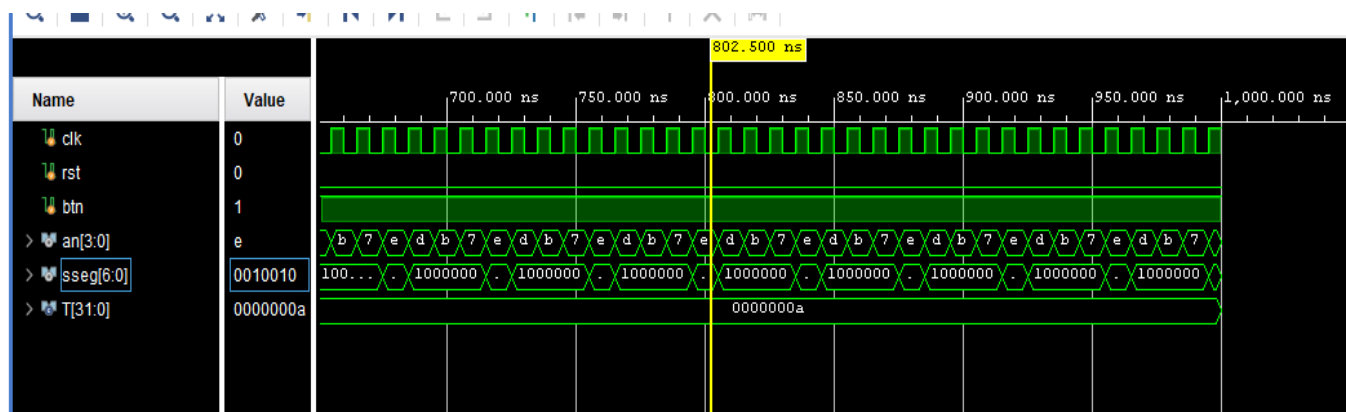 802.500 ns
Name Value 700.000 ns 750.000 ns 800.000 ns 850.000 ns 900.000 ns 950.000 ns 1,000.000 ns
clk 0
rst 0
btn 1
an[3:0] e b 7 e d b 7 e d b 7 e d b 7 e d b 7 e d b 7 e d b 7 e d b 7 e d b 7
sseg[6:0] 0010010 100... . 1000000 . 1000000 . 1000000 . 1000000 . 1000000 . 1000000 . 1000000 . 1000000
T[31:0] 0000000a 0000000a